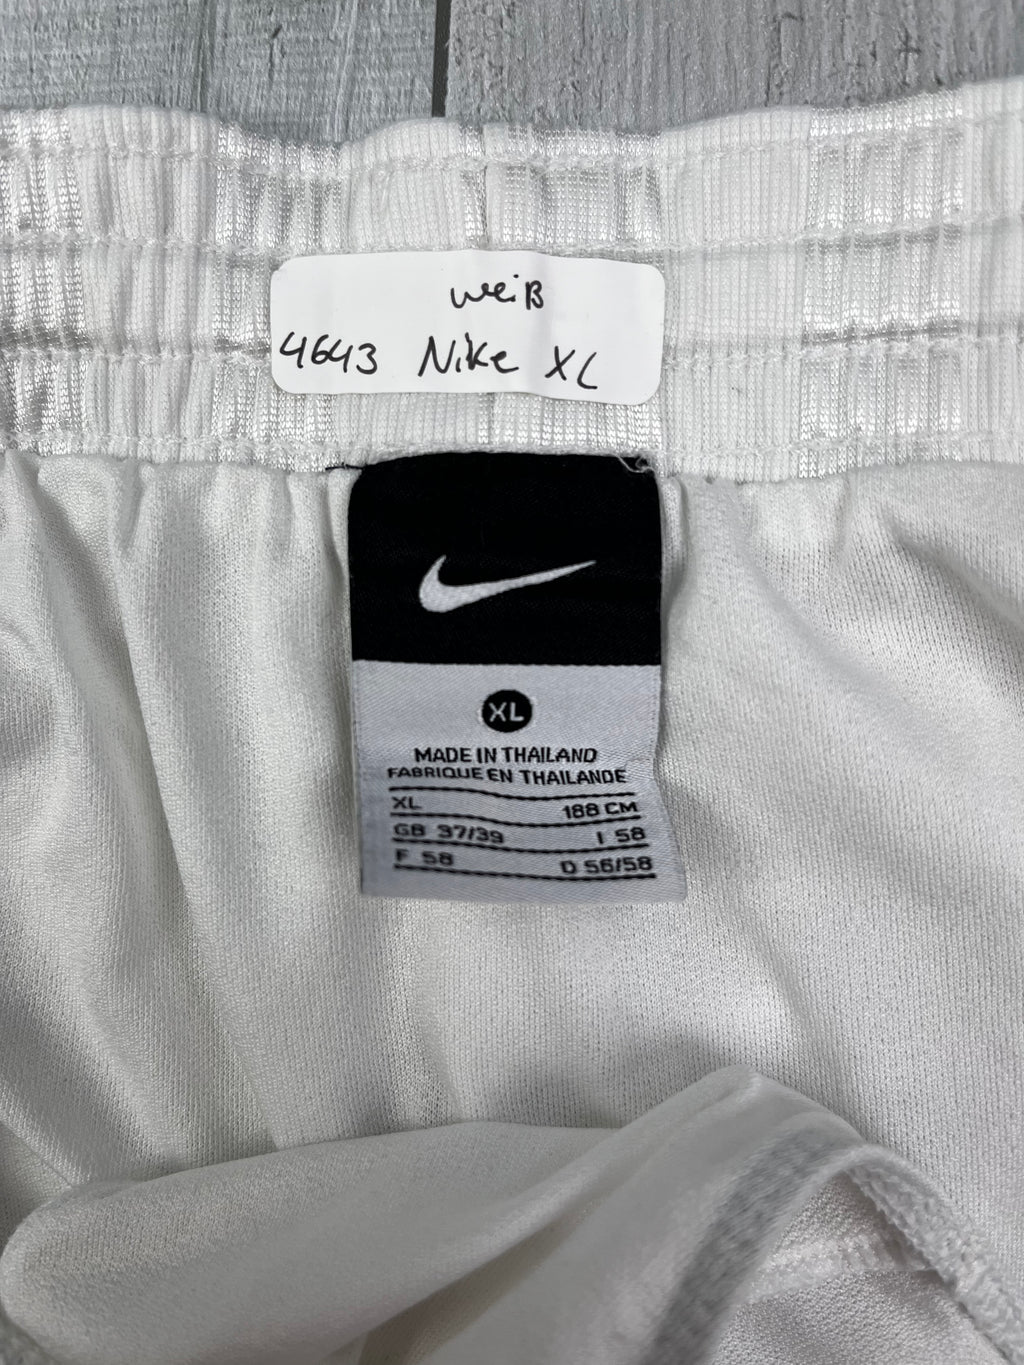 weiß
4643 Nike XL
XL
MADE IN THAILAND
FABRIQUE EN THAILANDE
XL 188 CM
GB 37/39 I 58
F 58 D 56/58